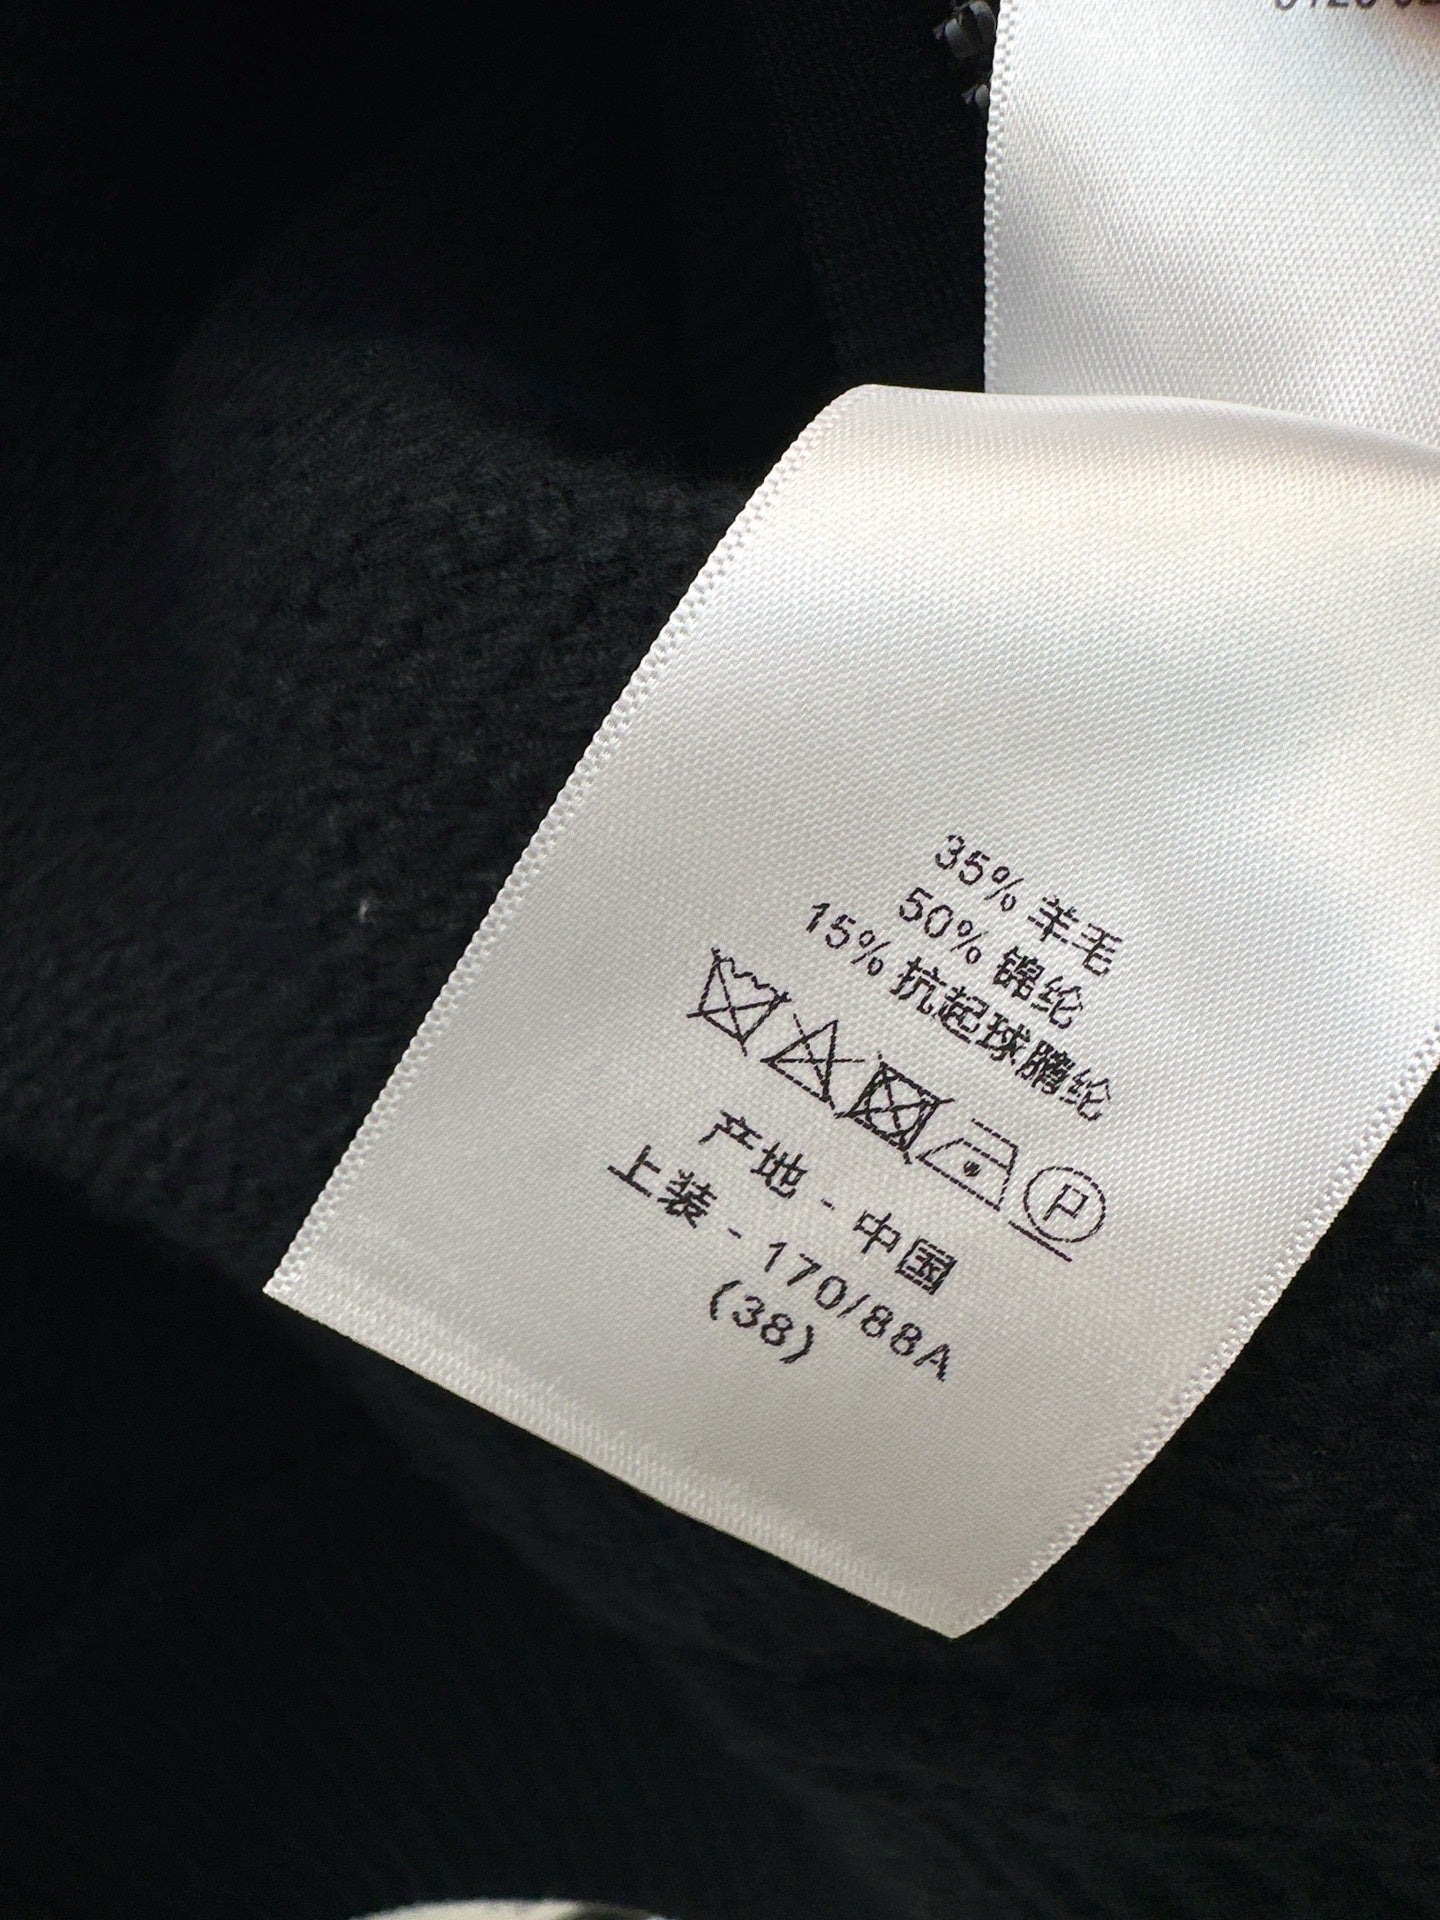 35% 羊毛
50% 锦纶
15% 抗起球腈纶
P
产地 - 中国
上装 - 170/88A
(38)